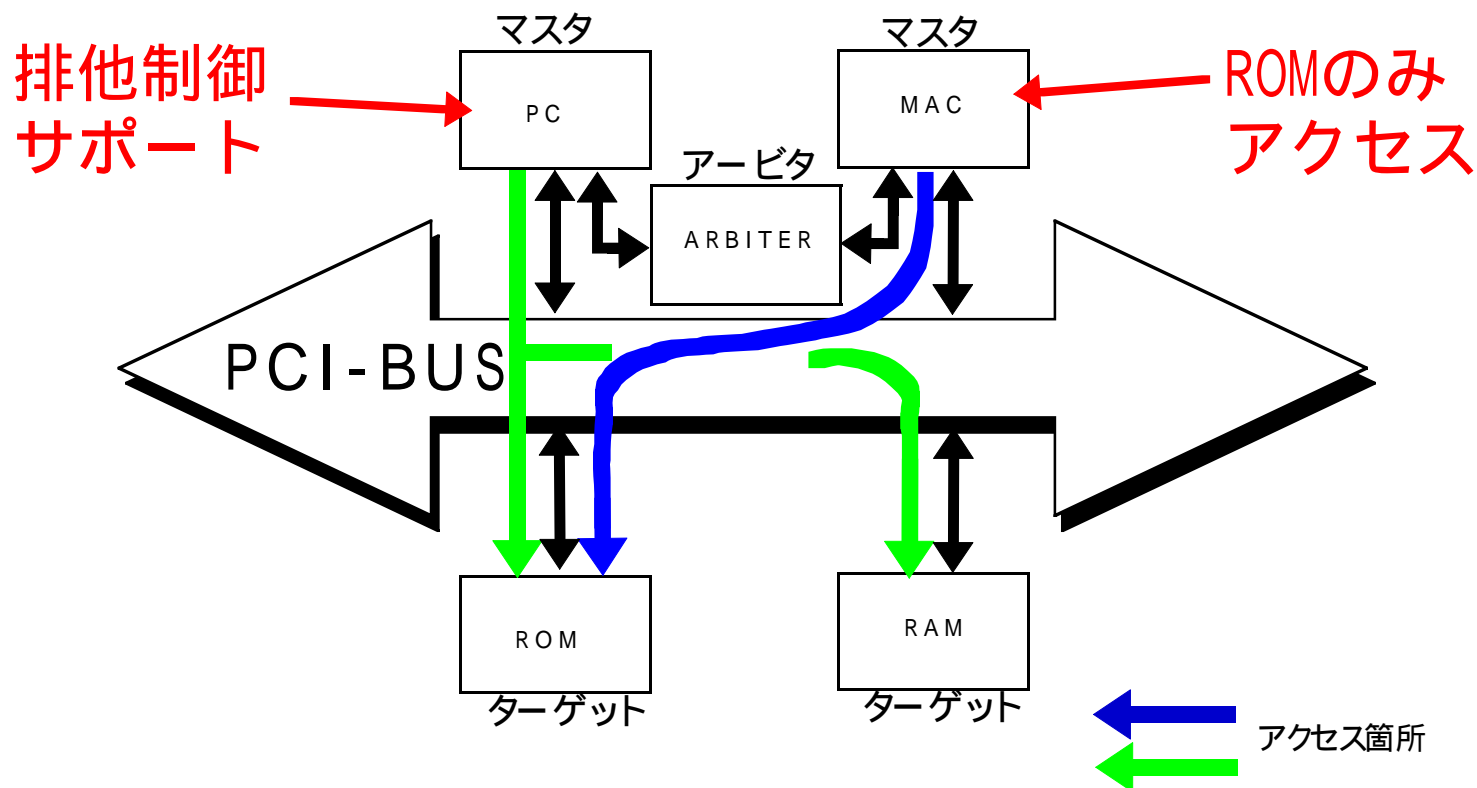 マスタ
マスタ
排他制御
サポート
PC
MAC
ROMのみ
アクセス
アービタ
ARBITER
PCI-BUS
ROM
RAM
ターゲット
ターゲット
アクセス箇所